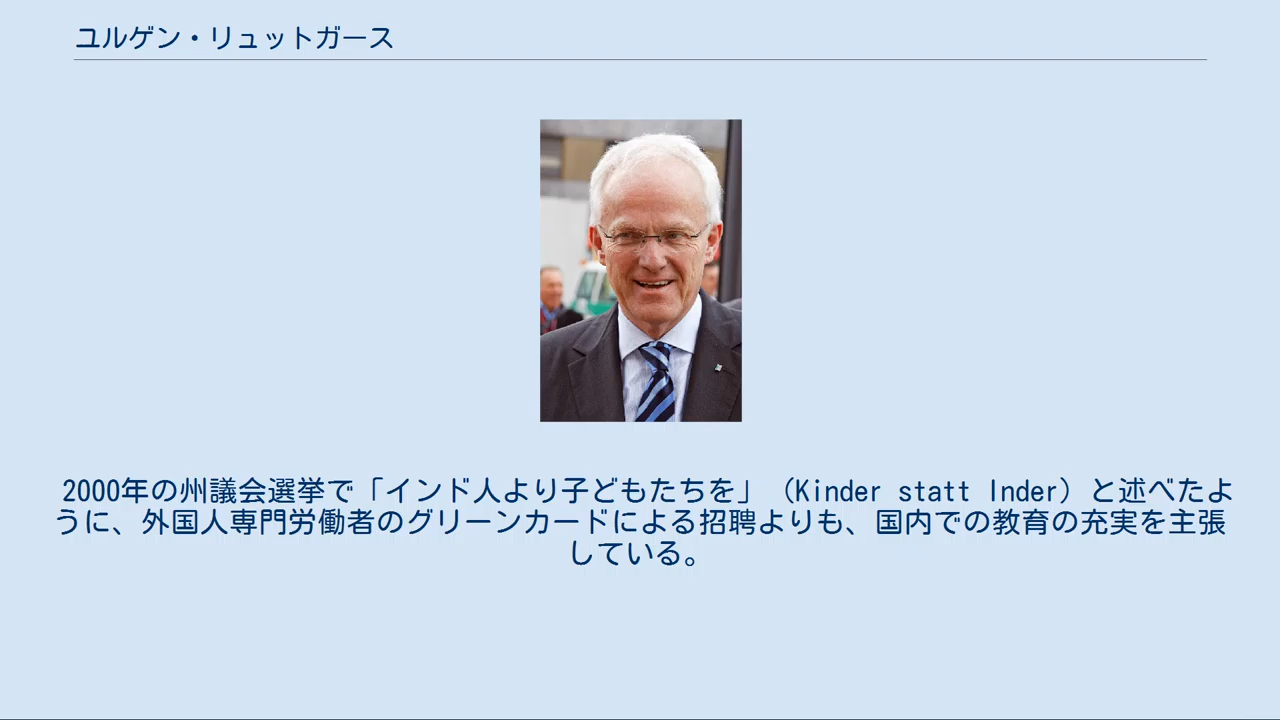 ユルゲン・リュットガース
2000年の州議会選挙で「インド人より子どもたちを」（Kinder statt Inder）と述べたよ
うに、外国人専門労働者のグリーンカードによる招聘よりも、国内での教育の充実を主張
している。